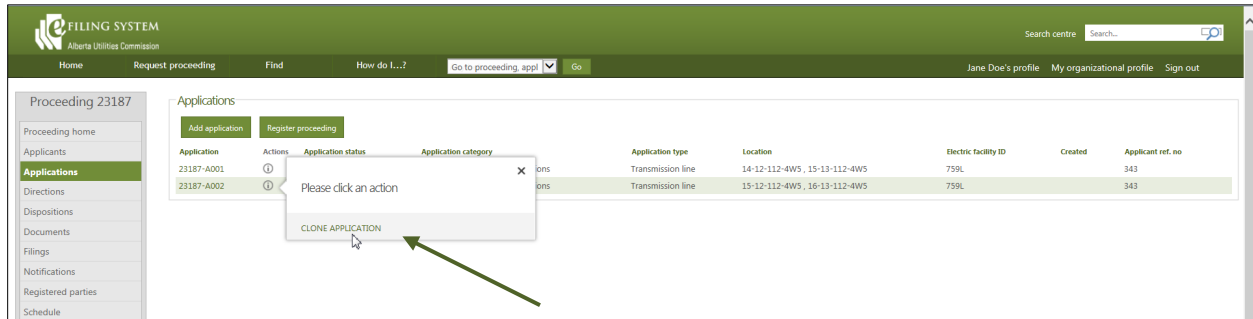 FILING SYSTEM
Alberta Utilities Commission
Search centre Search...
Home Request proceeding Find How do I...? Go to proceeding, appl Go Jane Doe's profile My organizational profile Sign out
Proceeding 23187
Proceeding home
Applicants
Applications
Directions
Dispositions
Documents
Filings
Notifications
Registered parties
Schedule
Applications
Add application Register proceeding
Application Actions Application status Application category Application type Location Electric facility ID Created Applicant ref. no
23187-A001 ons Transmission line 14-12-112-4W5 , 15-13-112-4W5 759L 343
23187-A002 ons Transmission line 15-12-112-4W5 , 16-13-112-4W5 759L 343
Please click an action
CLONE APPLICATION